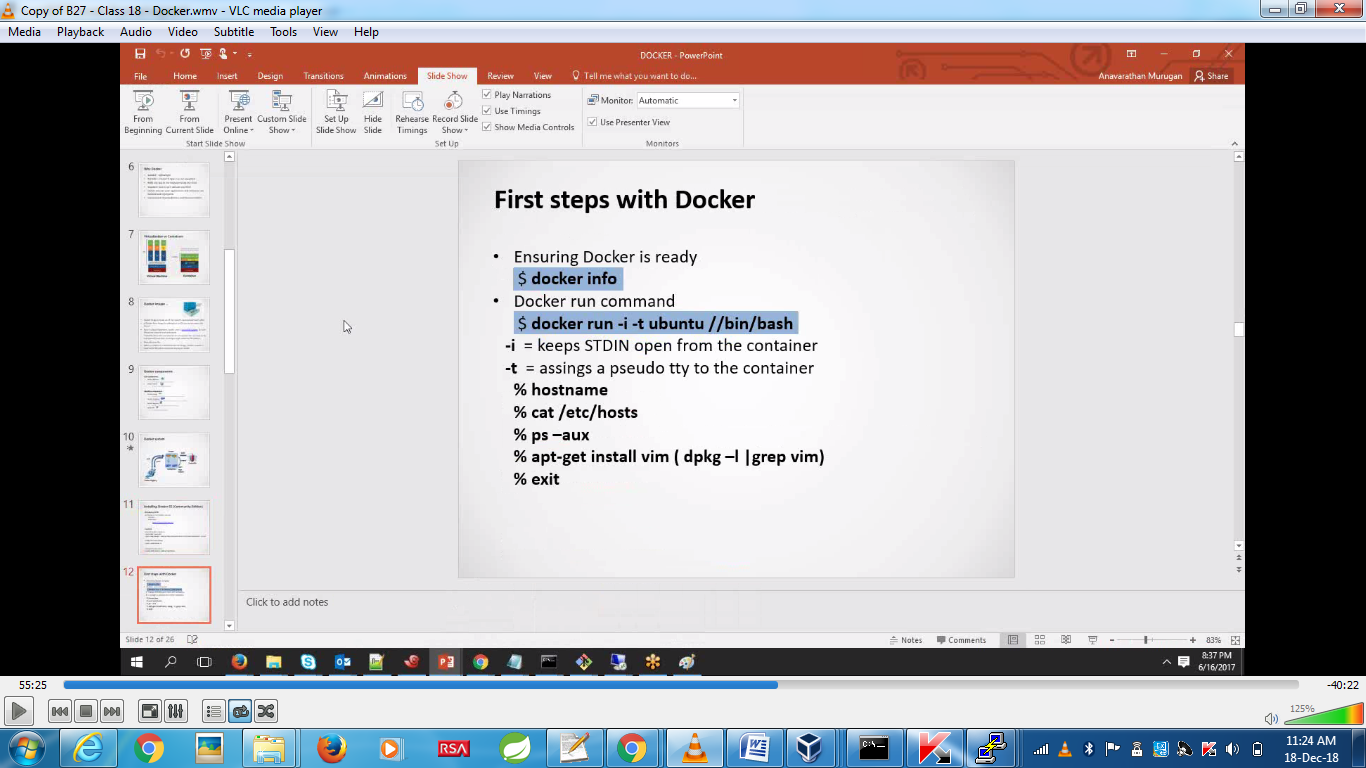 Copy of B27 - Class 18 - Docker.wmv - VLC media player
Media Playback Audio Video Subtitle Tools View Help
DOCKER - PowerPoint
File Home Insert Design Transitions Animations Slide Show Review View Tell me what you want to do... Anavarathan Murugan Share
From Beginning
From Current Slide
Present Online
Custom Slide Show
Set Up Slide Show
Hide Slide
Rehearse Timings
Record Slide Show
Play Narrations
Use Timings
Show Media Controls
Monitor: Automatic
Use Presenter View
Start Slide Show Set Up Monitors
6
7
8
9
10
11
12
First steps with Docker
• Ensuring Docker is ready
$ docker info
• Docker run command
$ docker run -i -t ubuntu //bin/bash
-i = keeps STDIN open from the container
-t = assings a pseudo tty to the container
% hostname
% cat /etc/hosts
% ps –aux
% apt-get install vim ( dpkg –l |grep vim)
% exit
Click to add notes
Slide 12 of 26 Notes Comments 83%
8:37 PM
6/16/2017
55:25 -40:22
125%
RSA
11:24 AM
18-Dec-18